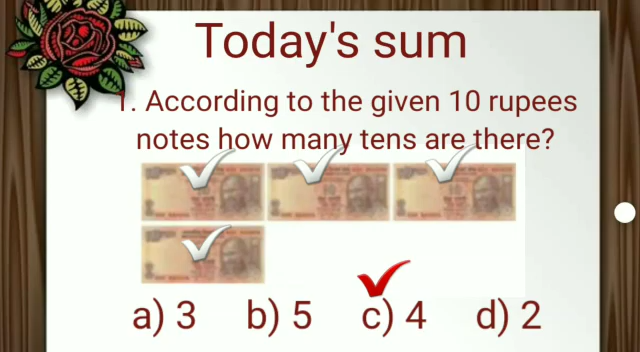 Today's sum
1. According to the given 10 rupees
notes how many tens are there?
a) 3 b) 5 c) 4 d) 2